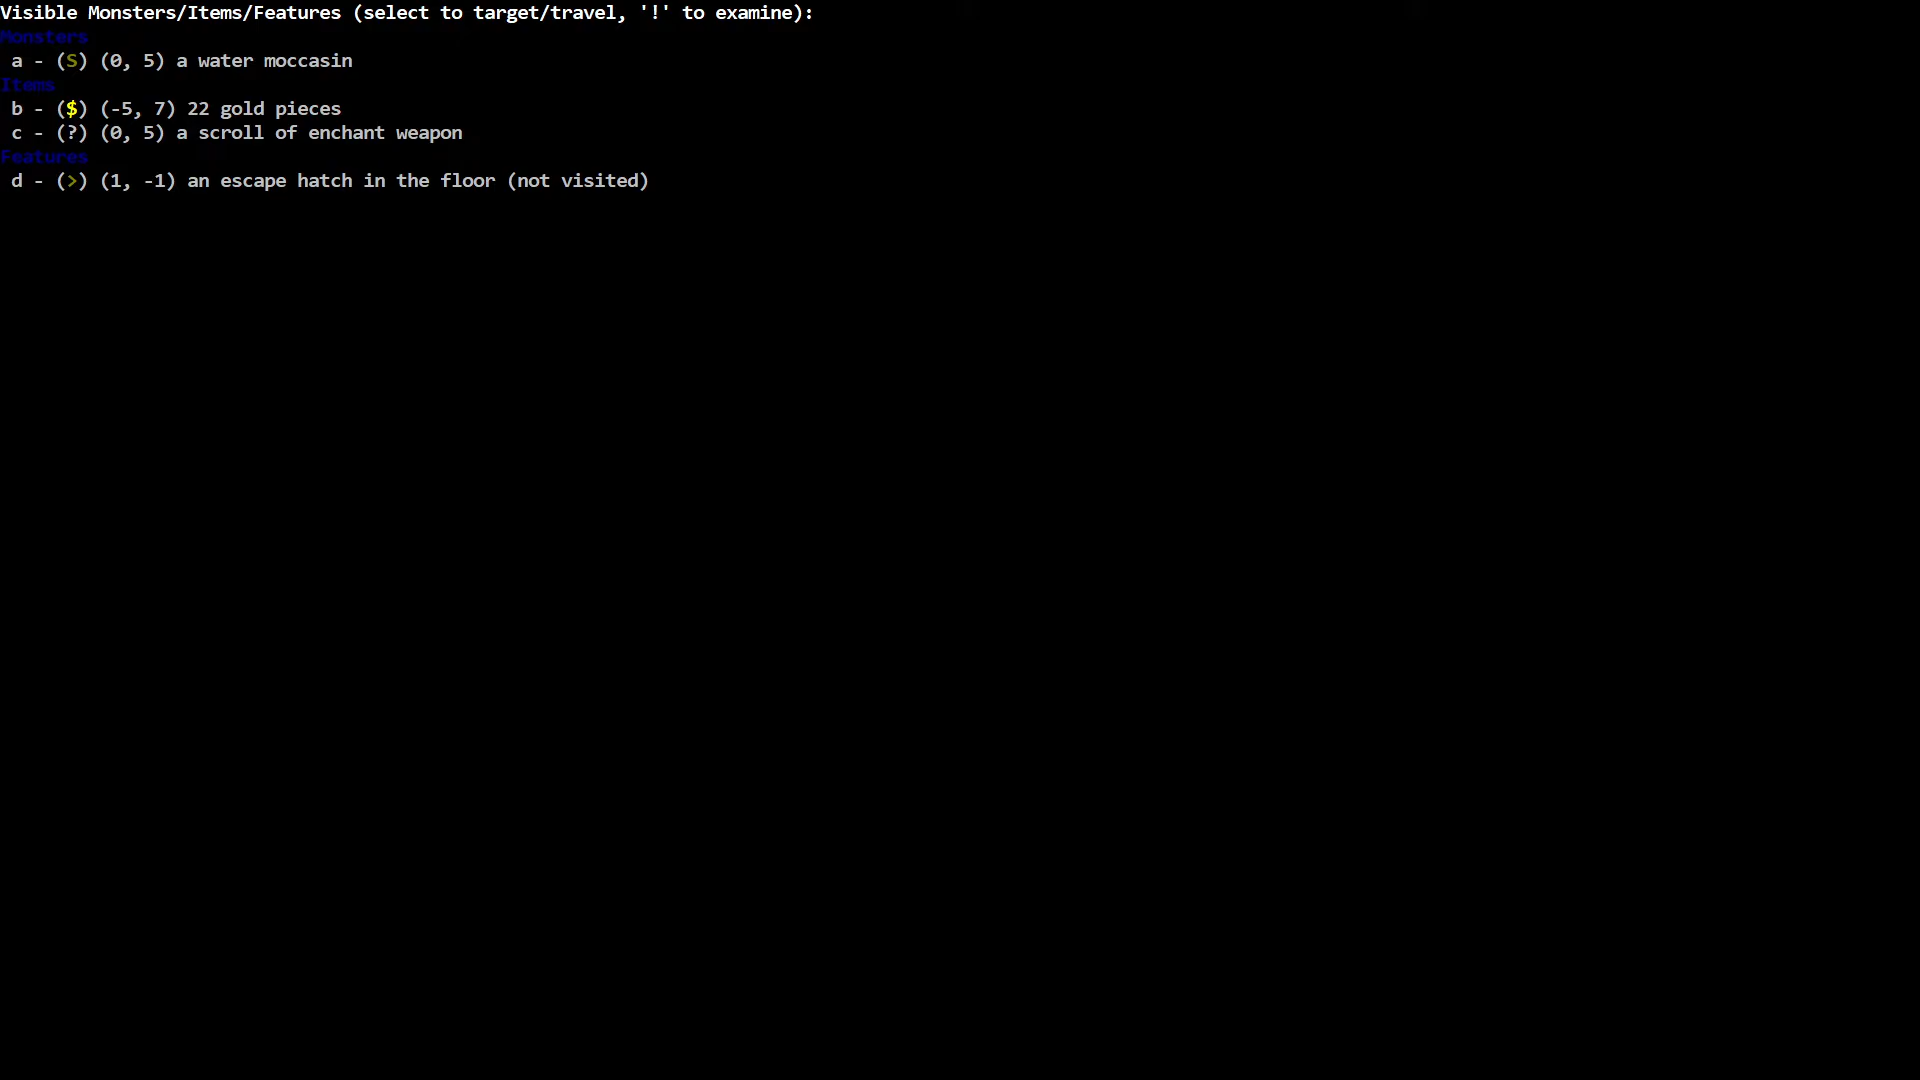 Visible Monsters/Items/Features (select to target/travel, '!' to examine):
Monsters
a - (S) (0, 5) a water moccasin
Items
b - ($) (-5, 7) 22 gold pieces
c - (?) (0, 5) a scroll of enchant weapon
Features
d - (>) (1, -1) an escape hatch in the floor (not visited)